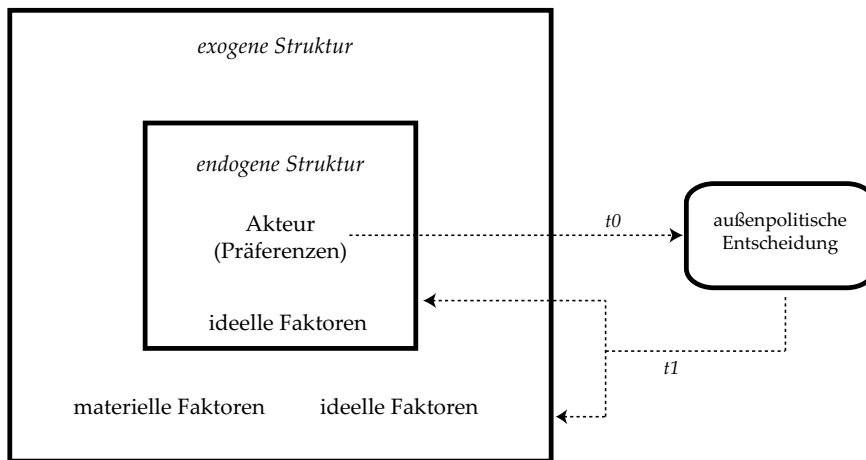 exogene Struktur
endogene Struktur
Akteur
(Präferenzen)
t0
außenpolitische
Entscheidung
ideelle Faktoren
t1
materielle Faktoren
ideelle Faktoren